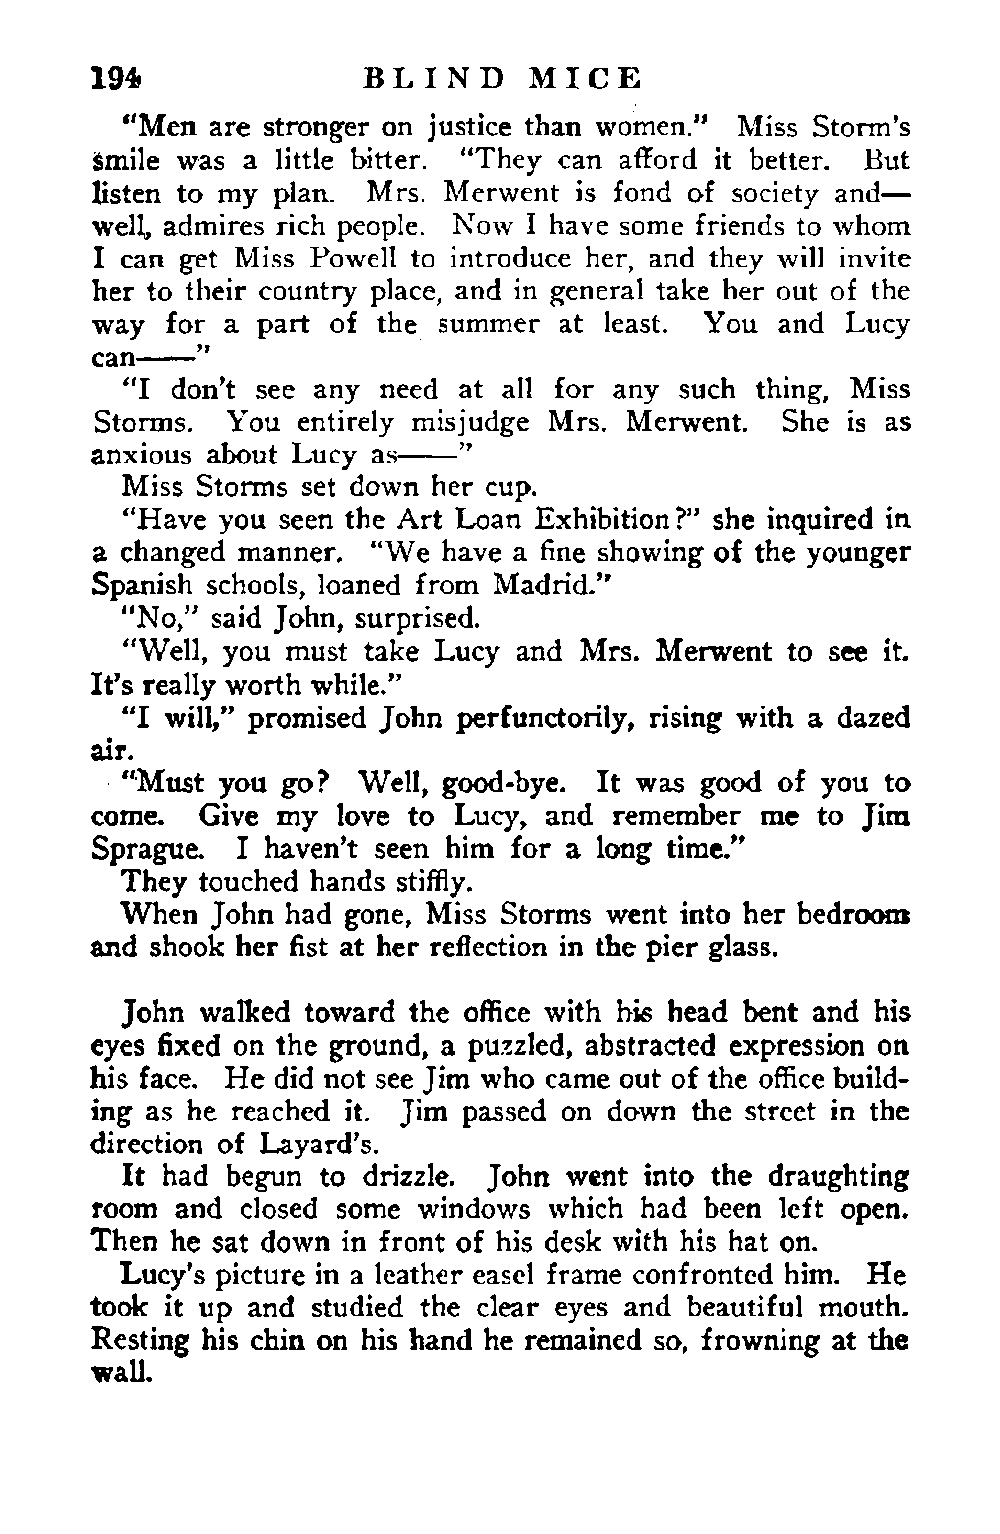 194 BLIND MICE
“Men are stronger on justice than women.” Miss Storm’s
smile was a little bitter. “They can afford it better. But
listen to my plan. Mrs. Merwent is fond of society and—
well, admires rich people. Now I have some friends to whom
I can get Miss Powell to introduce her, and they will invite
her to their country place, and in general take her out of the
way for a part of the summer at least. You and Lucy
can——”
“I don’t see any need at all for any such thing, Miss
Storms. You entirely misjudge Mrs. Merwent. She is as
anxious about Lucy as——”
Miss Storms set down her cup.
“Have you seen the Art Loan Exhibition?” she inquired in
a changed manner. “We have a fine showing of the younger
Spanish schools, loaned from Madrid.”
“No,” said John, surprised.
“Well, you must take Lucy and Mrs. Merwent to see it.
It’s really worth while.”
“I will,” promised John perfunctorily, rising with a dazed
air.
“Must you go? Well, good-bye. It was good of you to
come. Give my love to Lucy, and remember me to Jim
Sprague. I haven’t seen him for a long time.”
They touched hands stiffly.
When John had gone, Miss Storms went into her bedroom
and shook her fist at her reflection in the pier glass.
John walked toward the office with his head bent and his
eyes fixed on the ground, a puzzled, abstracted expression on
his face. He did not see Jim who came out of the office build-
ing as he reached it. Jim passed on down the street in the
direction of Layard’s.
It had begun to drizzle. John went into the draughting
room and closed some windows which had been left open.
Then he sat down in front of his desk with his hat on.
Lucy’s picture in a leather easel frame confronted him. He
took it up and studied the clear eyes and beautiful mouth.
Resting his chin on his hand he remained so, frowning at the
wall.